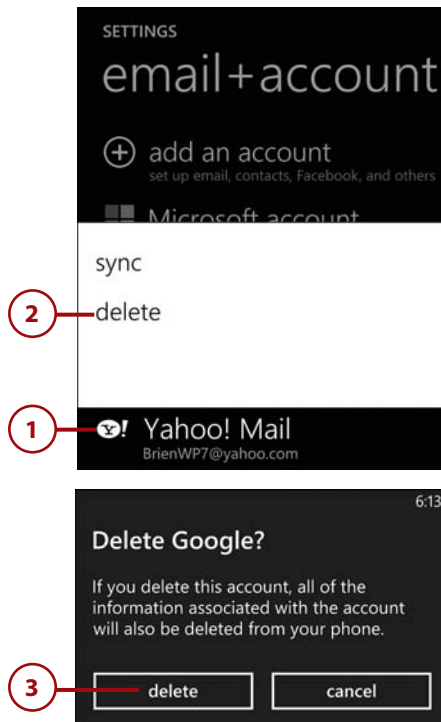 SETTINGS
email+account
add an account
set up email, contacts, Facebook, and others
Microsoft account
sync
2
delete
1
Y! Yahoo! Mail
BrienWP7@yahoo.com
6:13
Delete Google?
If you delete this account, all of the
information associated with the account
will also be deleted from your phone.
3
delete
cancel